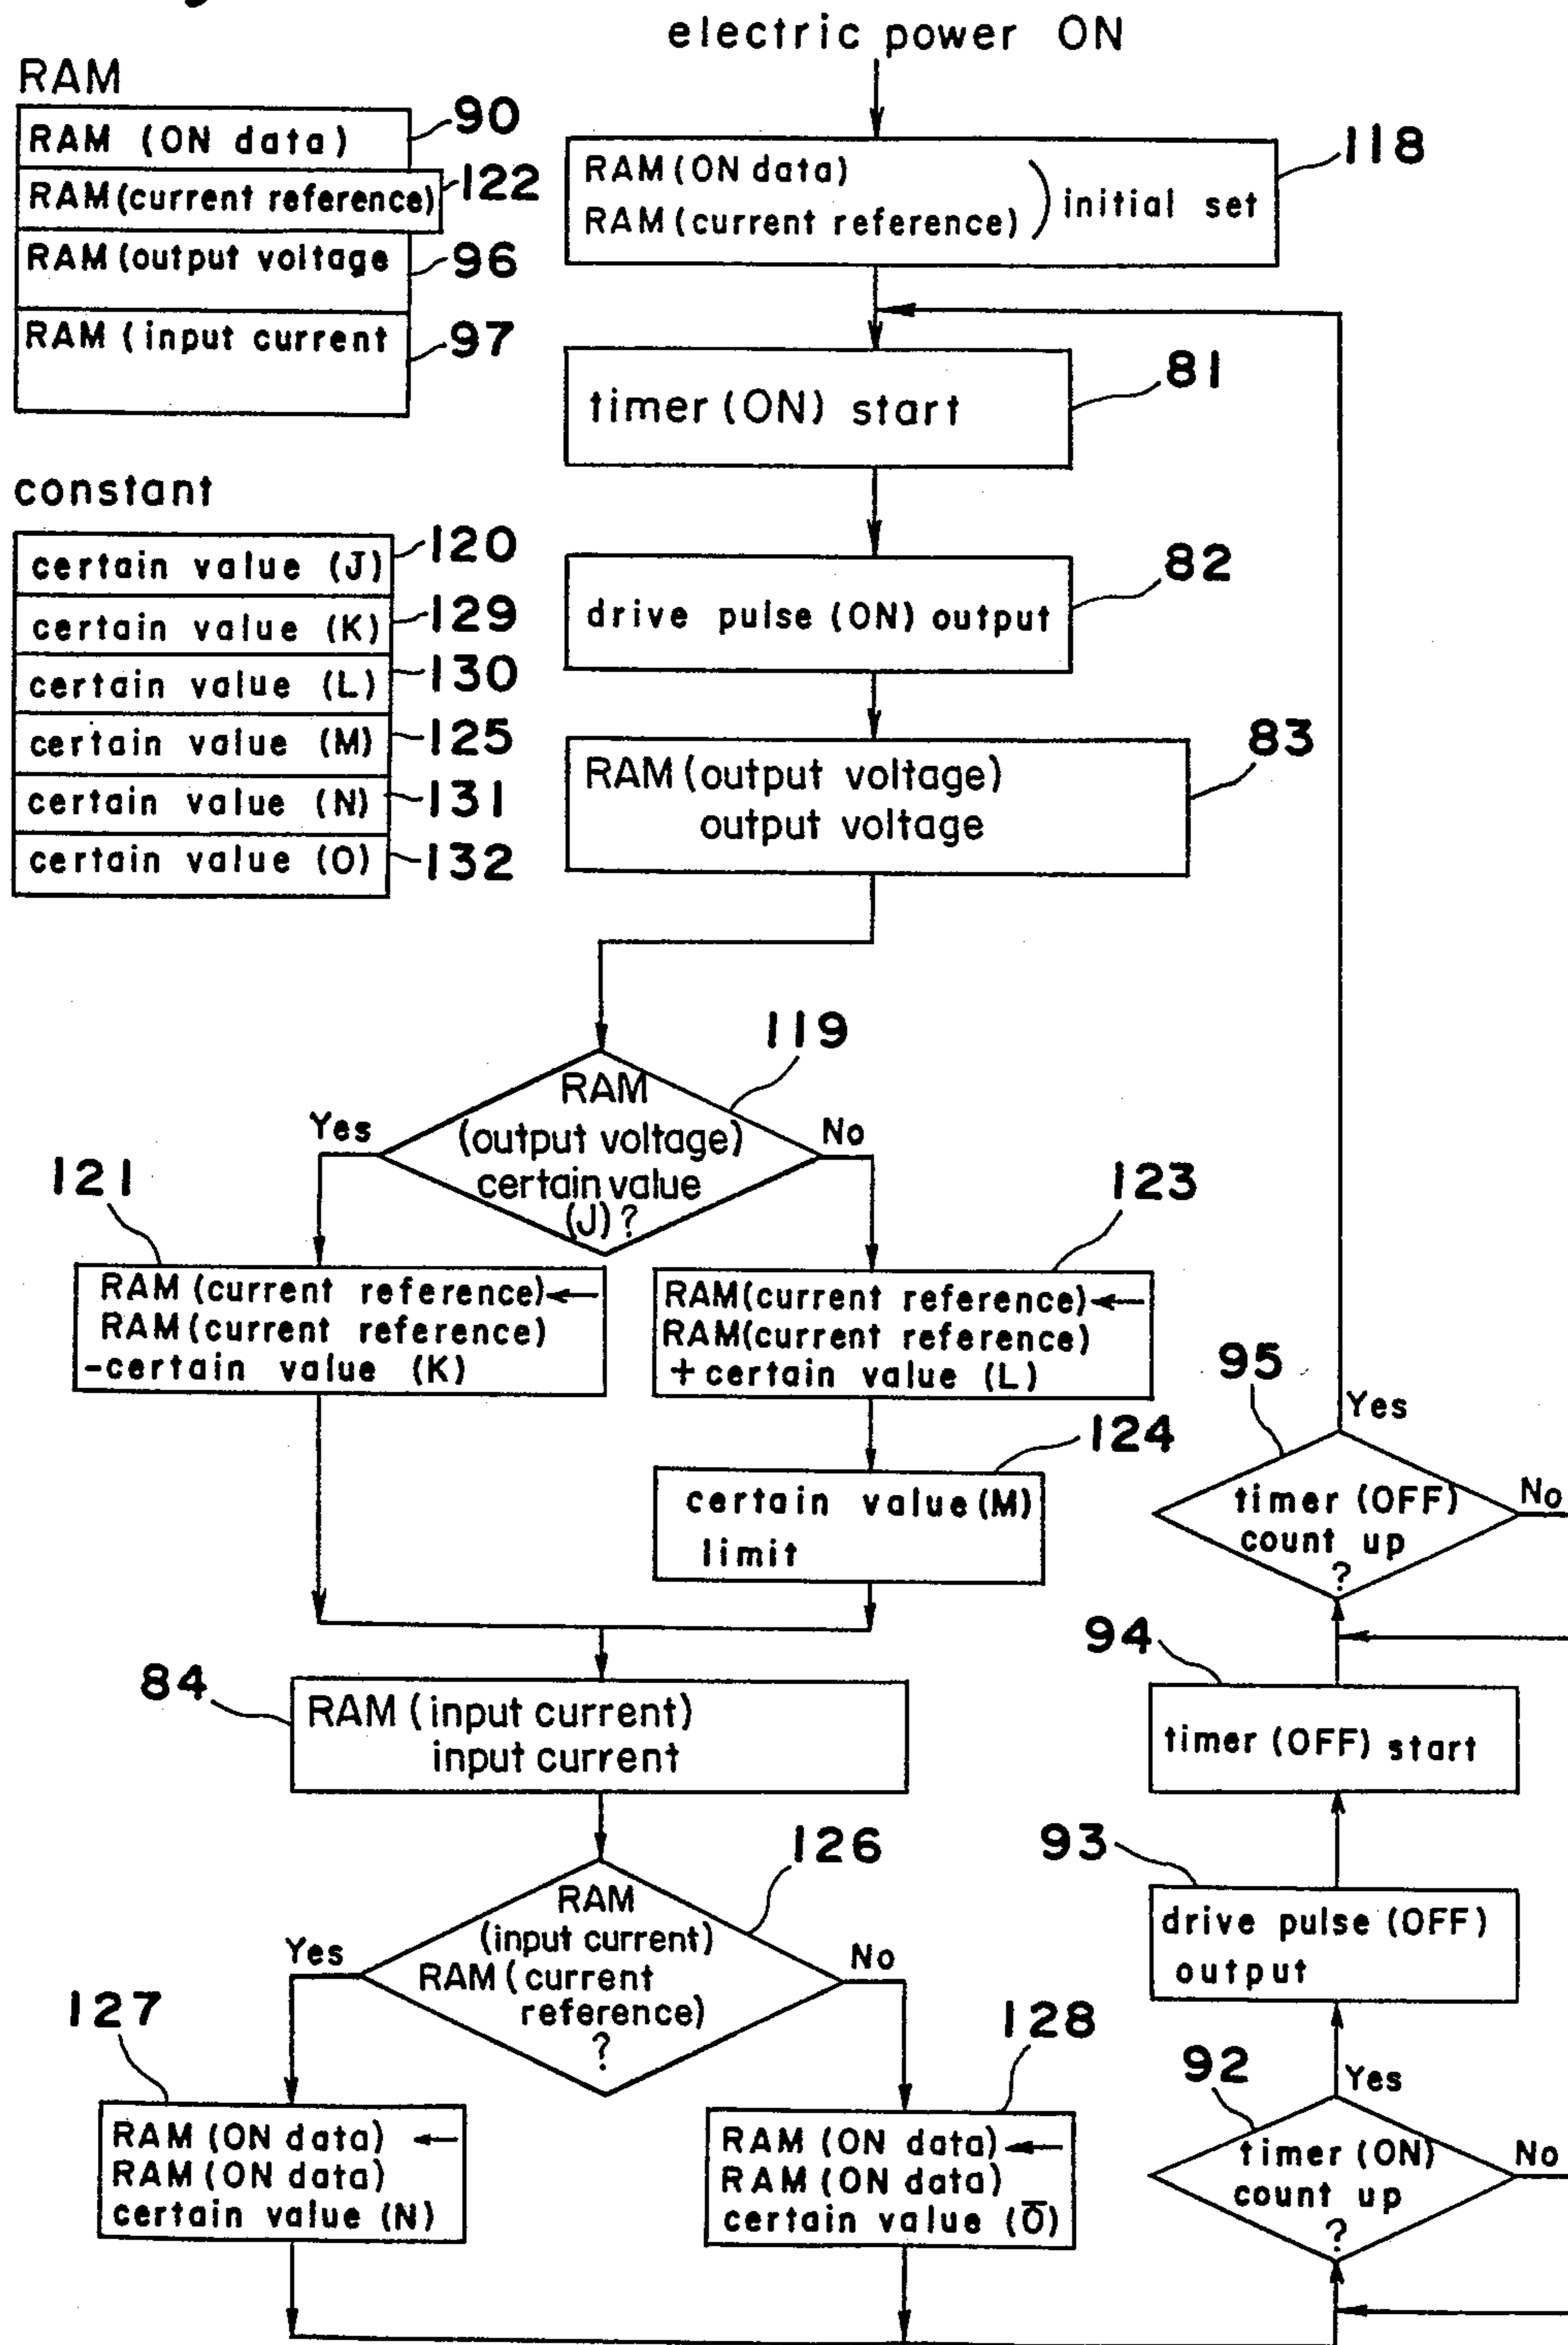 electric power ON
RAM
RAM (ON data)
90
RAM (current reference)
122
RAM (output voltage
96
RAM (input current
97
constant
certain value (J)
120
certain value (K)
129
certain value (L)
130
certain value (M)
125
certain value (N)
131
certain value (O)
132
118
RAM (ON data)
RAM (current reference)
) initial set
81
timer (ON) start
82
drive pulse (ON) output
83
RAM (output voltage)
output voltage
119
RAM
(output voltage)
certain value
(J) ?
Yes
No
121
RAM (current reference) ←
RAM (current reference)
-certain value (K)
123
RAM (current reference) ←
RAM (current reference)
+ certain value (L)
124
certain value (M)
limit
84
RAM (input current)
input current
126
RAM
(input current)
RAM (current
reference)
?
Yes
No
127
RAM (ON data) ←
RAM (ON data)
certain value (N)
128
RAM (ON data) ←
RAM (ON data)
certain value (O̅)
95
Yes
timer (OFF)
count up
?
No
94
timer (OFF) start
93
drive pulse (OFF)
output
92
Yes
timer (ON)
count up
?
No